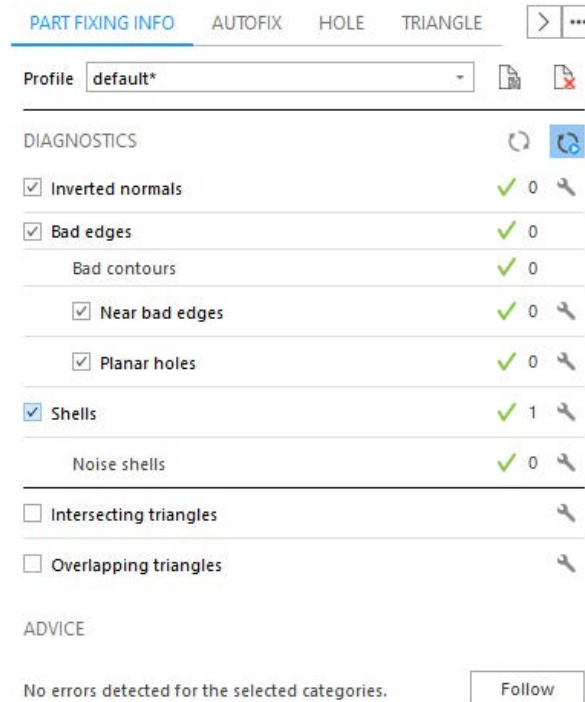 PART FIXING INFO AUTOFIX HOLE TRIANGLE
Profile default*
DIAGNOSTICS
Inverted normals 0
Bad edges 0
Bad contours 0
Near bad edges 0
Planar holes 0
Shells 1
Noise shells 0
Intersecting triangles
Overlapping triangles
ADVICE
No errors detected for the selected categories. Follow